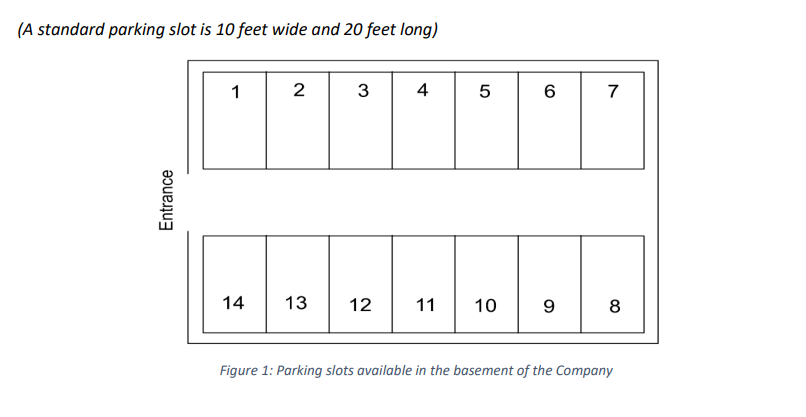 (A standard parking slot is 10 feet wide and 20 feet long)
1 2 3 4 5 6 7
Entrance
14 13 12 11 10 9 8
Figure 1: Parking slots available in the basement of the Company